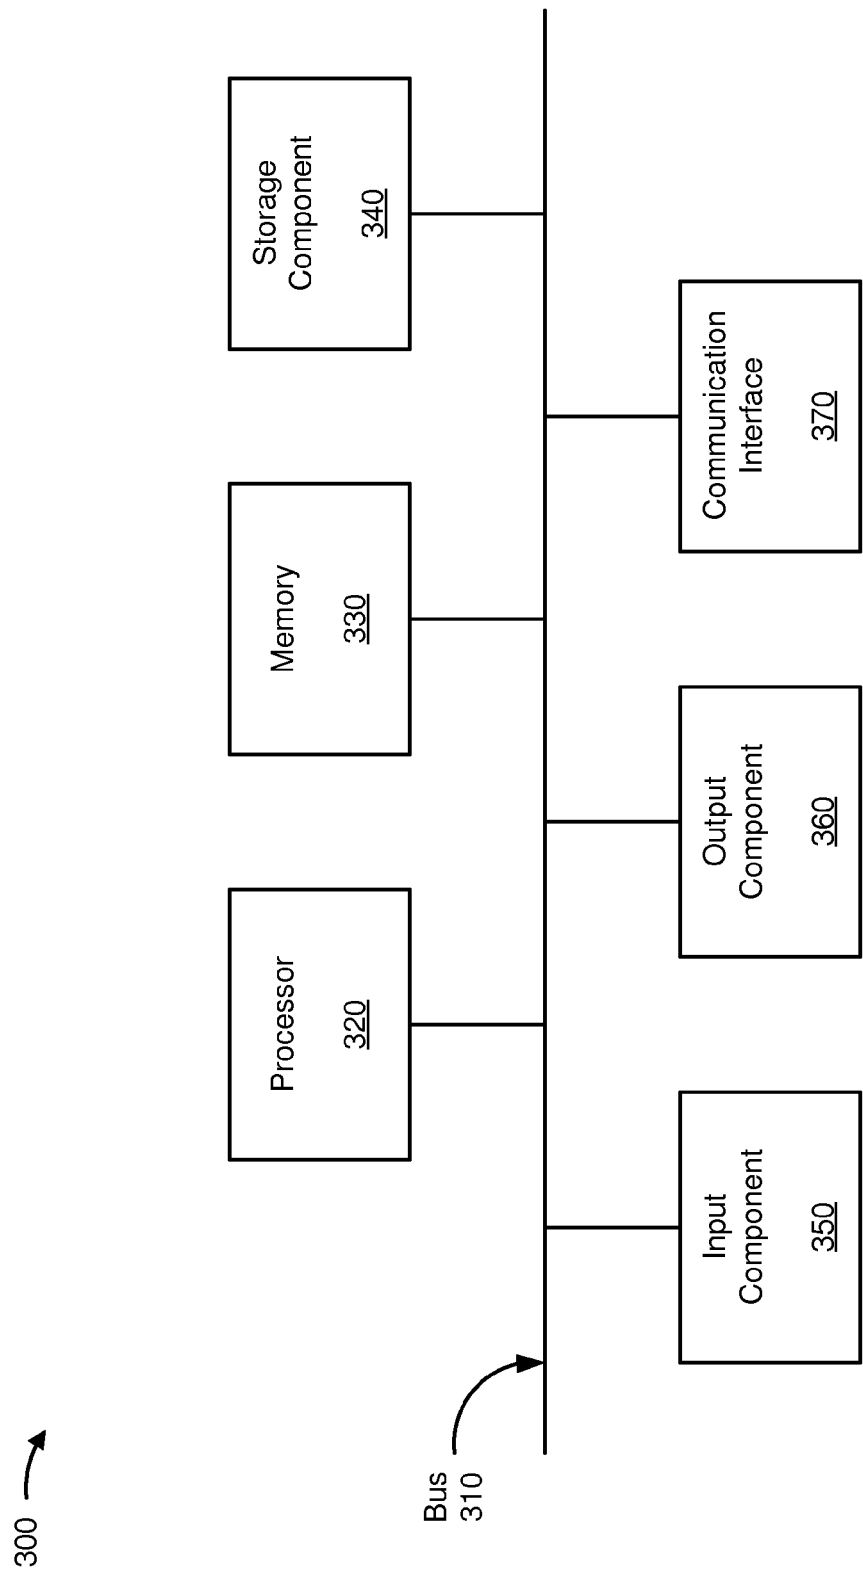 300
Processor
320
Memory
330
Storage
Component
340
Bus
310
Input
Component
350
Output
Component
360
Communication
Interface
370